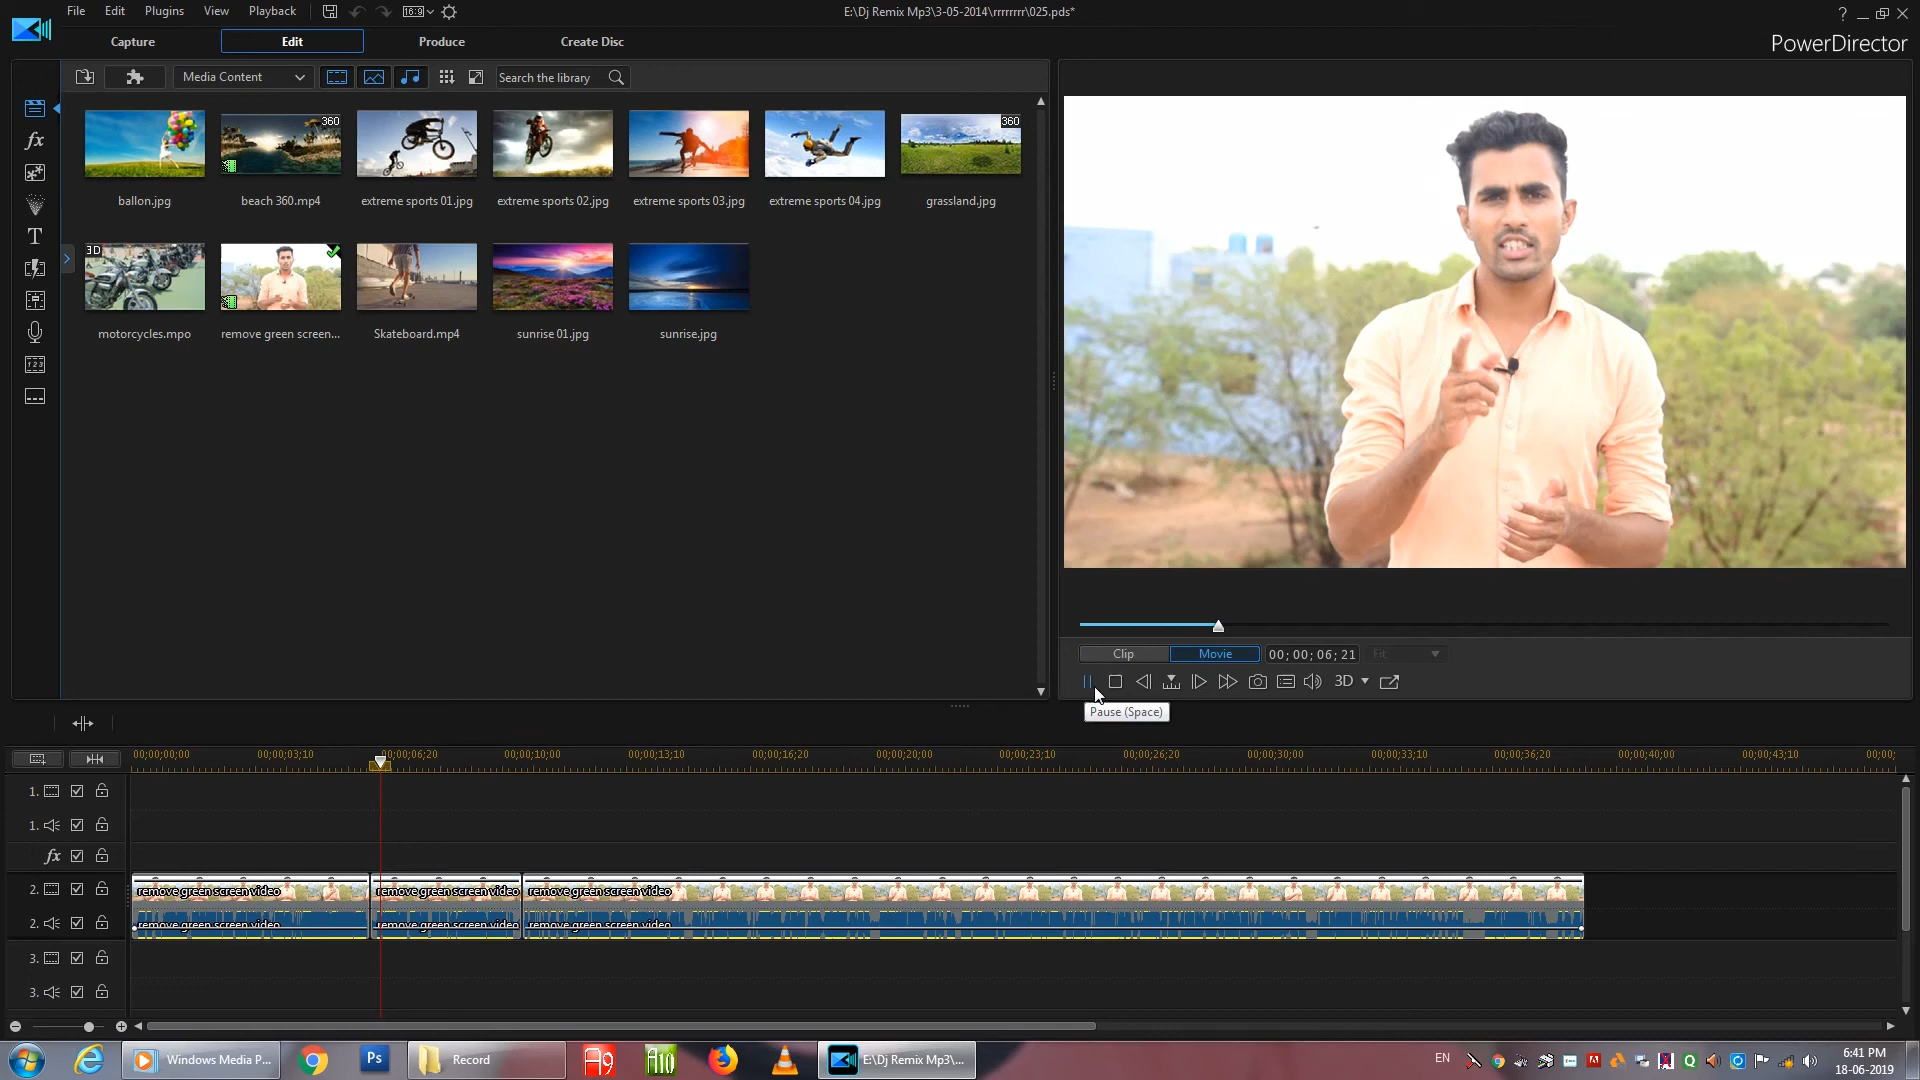 File Edit Plugins View Playback
16:9
E:\Dj Remix Mp3\3-05-2014\rrrrrrrr\025.pds*
?
Capture Edit Produce Create Disc
PowerDirector
Media Content
Search the library
360
360
ballon.jpg
beach 360.mp4
extreme sports 01.jpg
extreme sports 02.jpg
extreme sports 03.jpg
extreme sports 04.jpg
grassland.jpg
3D
motorcycles.mpo
remove green screen...
Skateboard.mp4
sunrise 01.jpg
sunrise.jpg
fx
T
Clip Movie 00; 00; 06; 21 Fit
3D
Pause (Space)
00;00;00;00 00;00;03;10 00;00;06;20 00;00;10;00 00;00;13;10 00;00;16;20 00;00;20;00 00;00;23;10 00;00;26;20 00;00;30;00 00;00;33;10 00;00;36;20 00;00;40;00 00;00;43;10 00;00;
1.
1.
fx
2. remove green screen video remove green screen video remove green screen video
2. remove green screen video remove green screen video remove green screen video
3.
3.
Windows Media P...
Ps
Record
A9
A10
E:\Dj Remix Mp3\...
EN
6:41 PM
18-06-2019